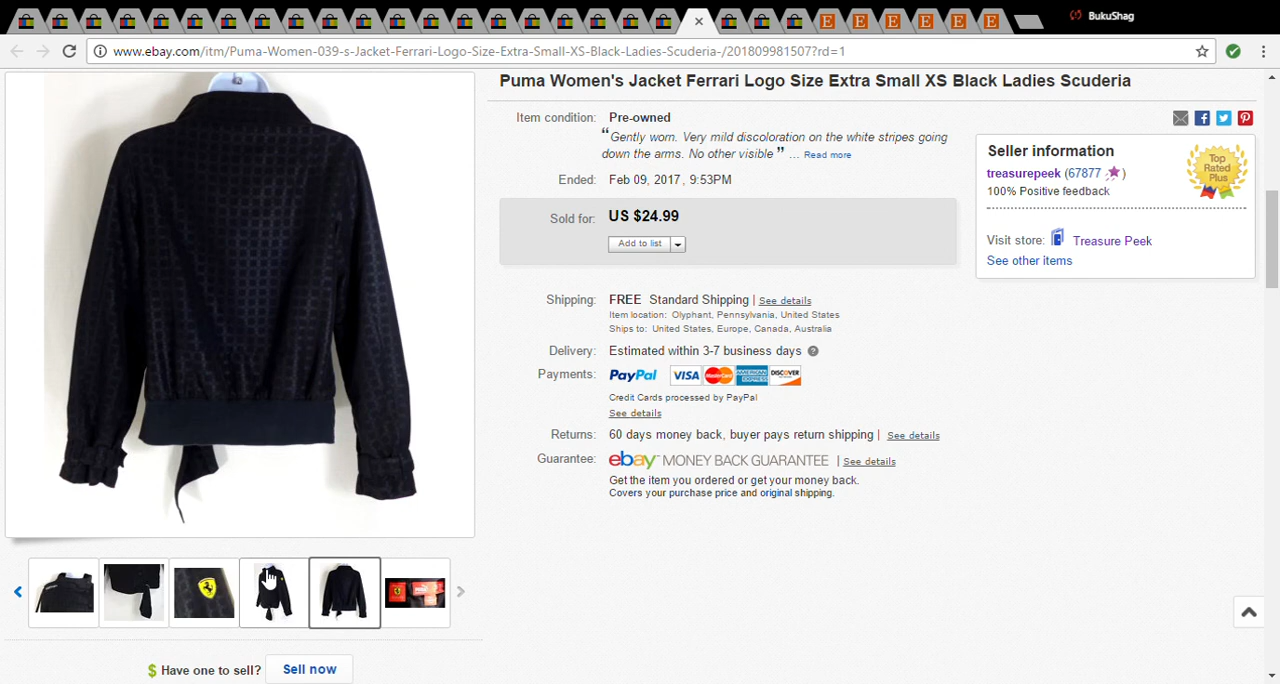 BukuShag
www.ebay.com/itm/Puma-Women-039-s-Jacket-Ferrari-Logo-Size-Extra-Small-XS-Black-Ladies-Scuderia-/201809981507?rd=1
Puma Women's Jacket Ferrari Logo Size Extra Small XS Black Ladies Scuderia
Item condition: Pre-owned
“Gently worn. Very mild discoloration on the white stripes going
down the arms. No other visible ” ... Read more
Ended: Feb 09, 2017 , 9:53PM
Sold for: US $24.99
Add to list
Shipping: FREE Standard Shipping | See details
Item location: Olyphant, Pennsylvania, United States
Ships to: United States, Europe, Canada, Australia
Delivery: Estimated within 3-7 business days
Payments: PayPal VISA MasterCard AMERICAN EXPRESS DISCOVER
Credit Cards processed by PayPal
See details
Returns: 60 days money back, buyer pays return shipping | See details
Guarantee: ebay MONEY BACK GUARANTEE | See details
Get the item you ordered or get your money back.
Covers your purchase price and original shipping.
Seller information
treasurepeek (67877 )
100% Positive feedback
Top
Rated
Plus
Visit store: Treasure Peek
See other items
$ Have one to sell? Sell now